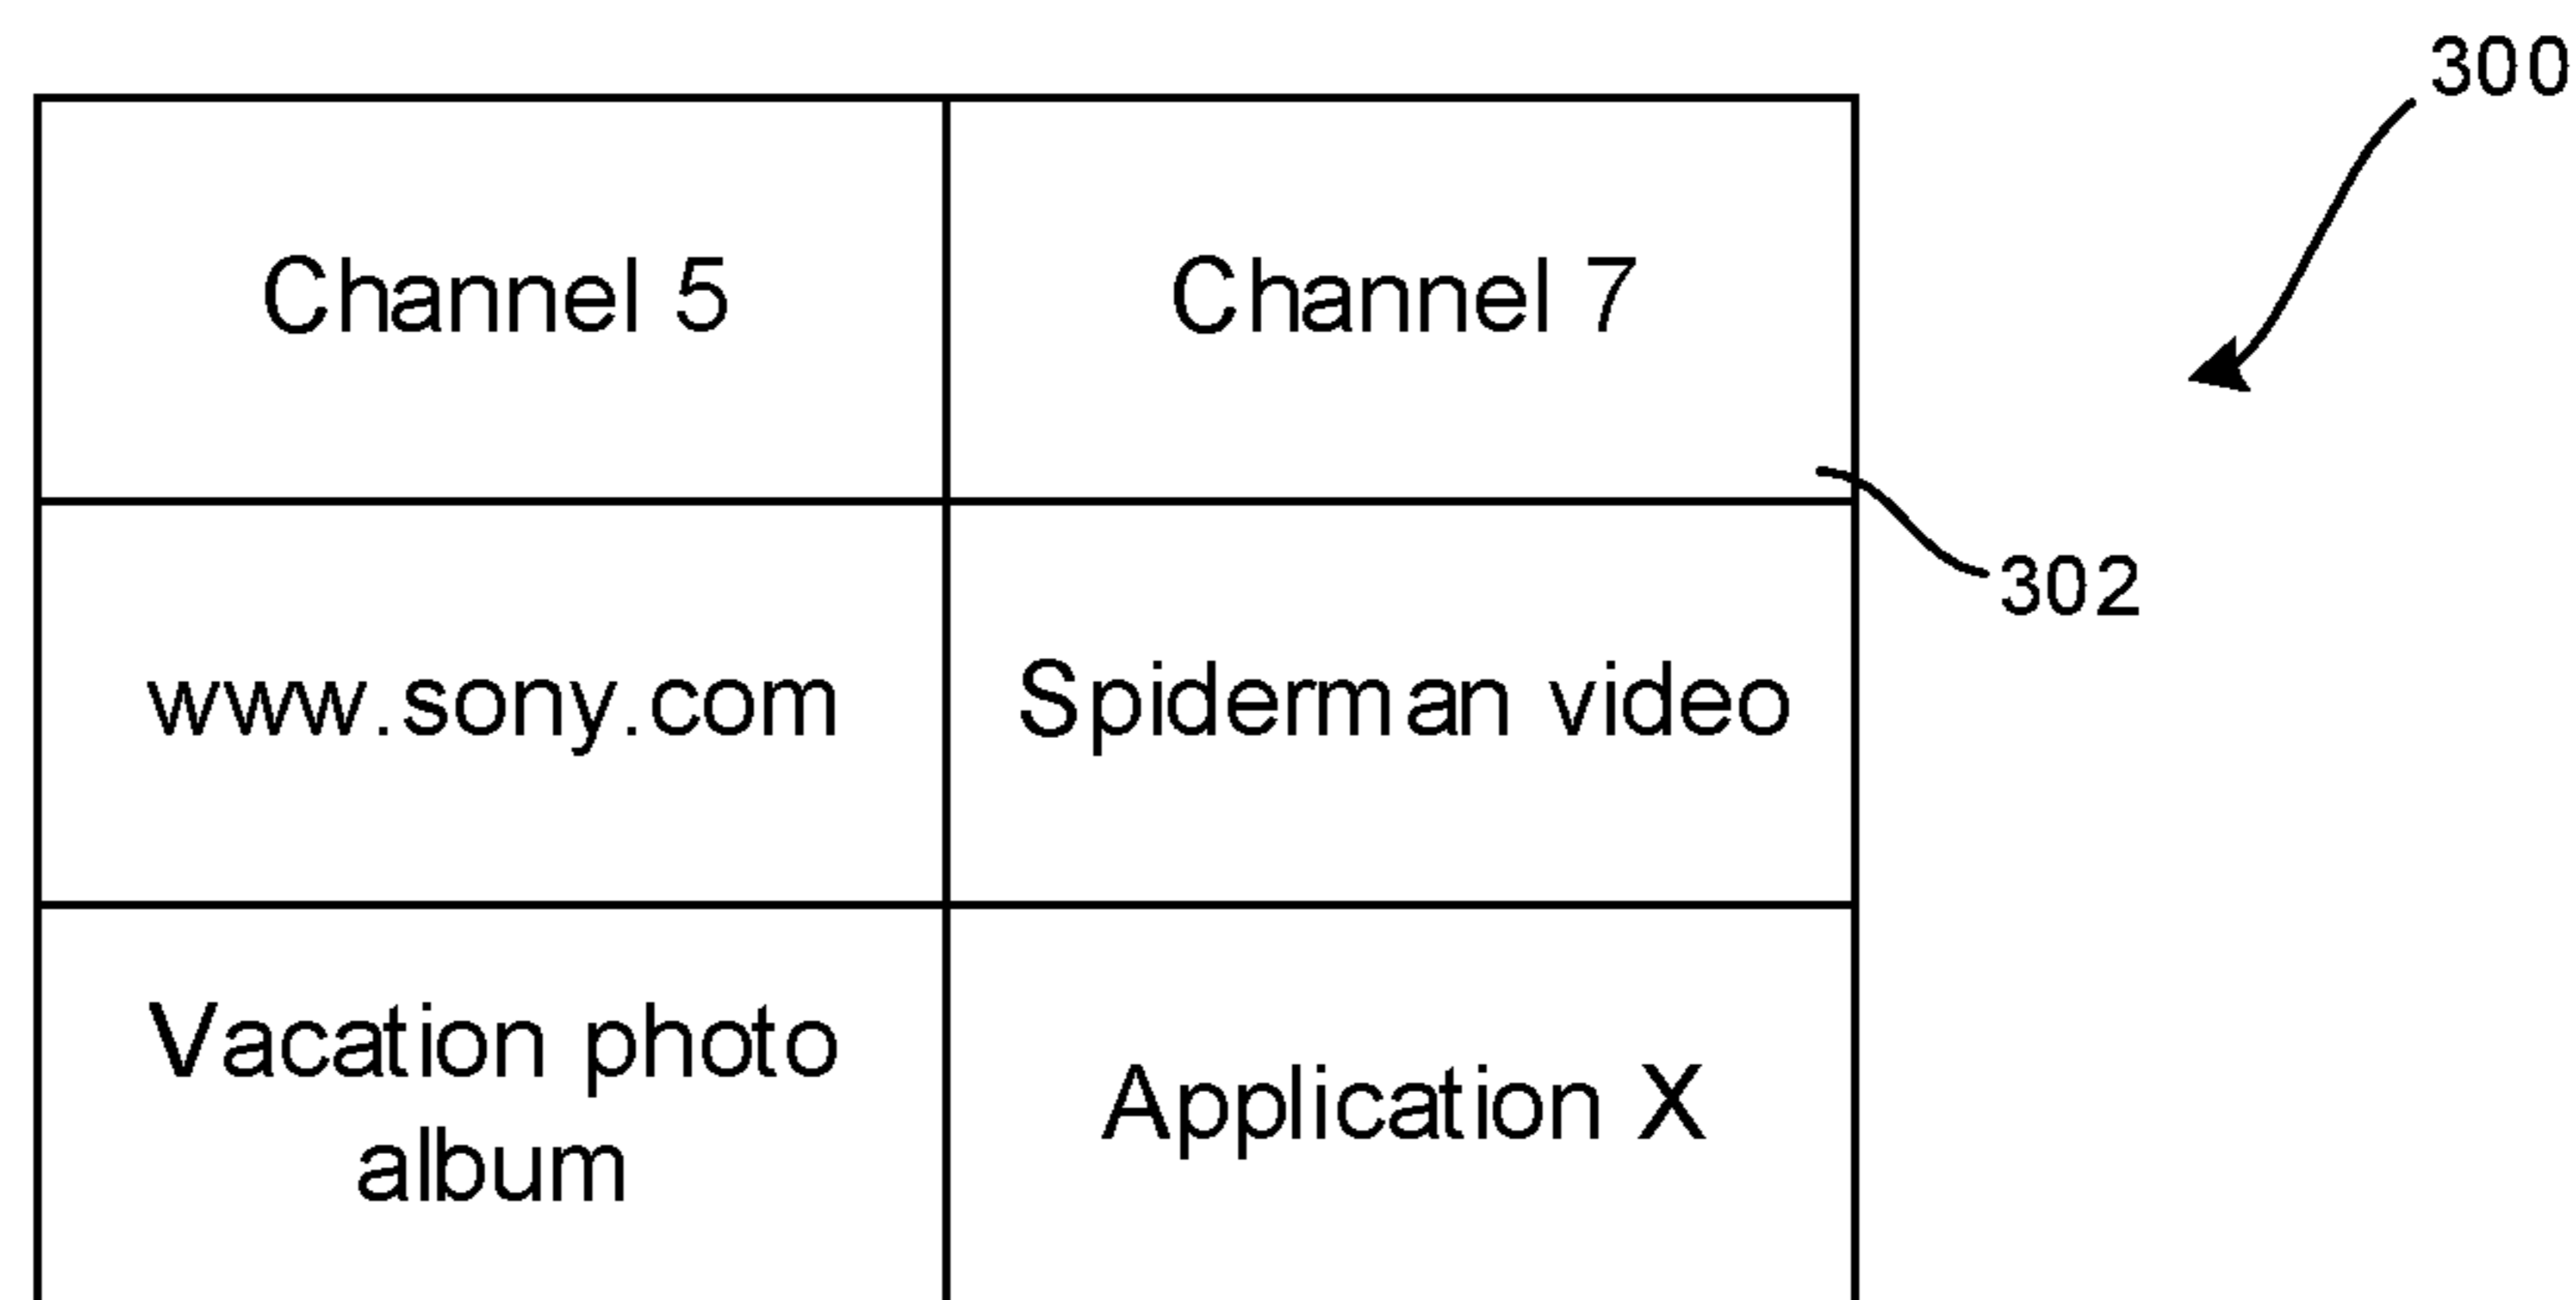 300
Channel 5
Channel 7
302
www.sony.com
Spiderman video
Vacation photo
album
Application X